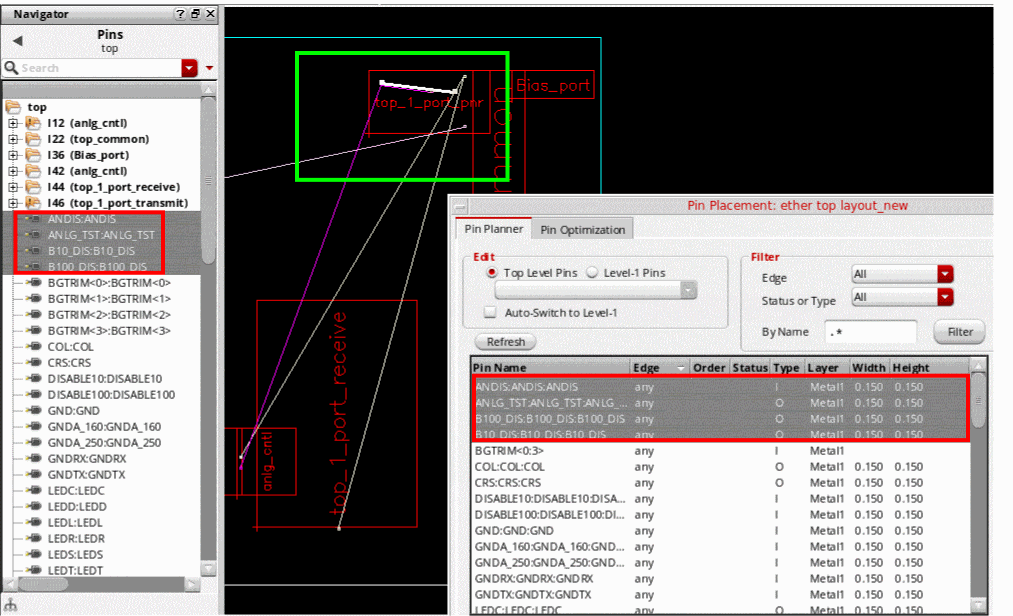 Navigator
Pins
top
Search
top
I12 (anlg_cntl)
I22 (top_common)
I36 (Bias_port)
I42 (anlg_cntl)
I44 (top_1_port_receive)
I46 (top_1_port_transmit)
ANDIS:ANDIS
ANLG_TST:ANLG_TST
B10_DIS:B10_DIS
B100_DIS:B100_DIS
BGTRIM<0>:BGTRIM<0>
BGTRIM<1>:BGTRIM<1>
BGTRIM<2>:BGTRIM<2>
BGTRIM<3>:BGTRIM<3>
COL:COL
CRS:CRS
DISABLE10:DISABLE10
DISABLE100:DISABLE100
GND:GND
GNDA_160:GNDA_160
GNDA_250:GNDA_250
GNDRX:GNDRX
GNDTX:GNDTX
LEDC:LEDC
LEDD:LEDD
LEDL:LEDL
LEDR:LEDR
LEDS:LEDS
LEDT:LEDT
top_1_port_pnr
Bias_port
top_1_port_receive
anlg_cntl
Pin Placement: ether top layout_new
Pin Planner Pin Optimization
Edit
Top Level Pins Level-1 Pins
Auto-Switch to Level-1
Refresh
Filter
Edge All
Status or Type All
By Name .* Filter
Pin Name Edge Order Status Type Layer Width Height
ANDIS:ANDIS:ANDIS any I Metal1 0.150 0.150
ANLG_TST:ANLG_TST:ANLG_... any O Metal1 0.150 0.150
B100_DIS:B100_DIS:B100_DIS any O Metal1 0.150 0.150
B10_DIS:B10_DIS:B10_DIS any O Metal1 0.150 0.150
BGTRIM<0:3> any I Metal1
COL:COL:COL any O Metal1 0.150 0.150
CRS:CRS:CRS any O Metal1 0.150 0.150
DISABLE10:DISABLE10:DISA... any I Metal1 0.150 0.150
DISABLE100:DISABLE100:DI... any I Metal1 0.150 0.150
GND:GND:GND any I Metal1 0.150 0.150
GNDA_160:GNDA_160:GND... any I Metal1 0.150 0.150
GNDA_250:GNDA_250:GND... any I Metal1 0.150 0.150
GNDRX:GNDRX:GNDRX any I Metal1 0.150 0.150
GNDTX:GNDTX:GNDTX any I Metal1 0.150 0.150
LEDC:LEDC:LEDC any O Metal1 0.150 0.150